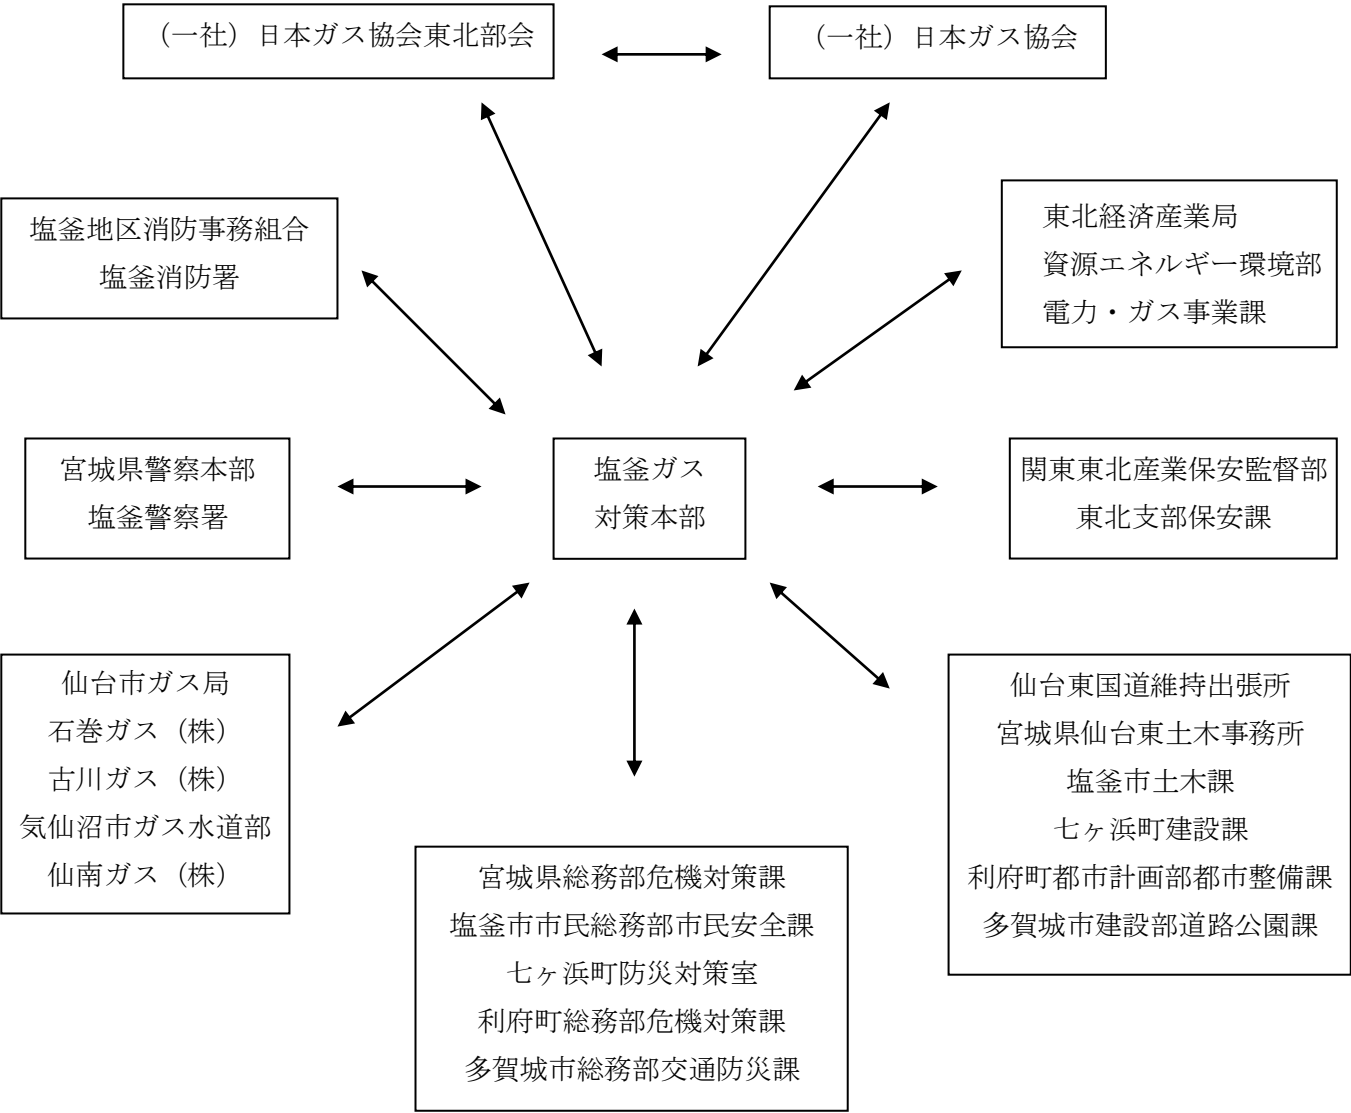 （一社）日本ガス協会東北部会
（一社）日本ガス協会
塩釜地区消防事務組合
塩釜消防署
東北経済産業局
資源エネルギー環境部
電力・ガス事業課
宮城県警察本部
塩釜警察署
塩釜ガス
対策本部
関東東北産業保安監督部
東北支部保安課
仙台市ガス局
石巻ガス（株）
古川ガス（株）
気仙沼市ガス水道部
仙南ガス（株）
宮城県総務部危機対策課
塩釜市市民総務部市民安全課
七ヶ浜町防災対策室
利府町総務部危機対策課
多賀城市総務部交通防災課
仙台東国道維持出張所
宮城県仙台東土木事務所
塩釜市土木課
七ヶ浜町建設課
利府町都市計画部都市整備課
多賀城市建設部道路公園課